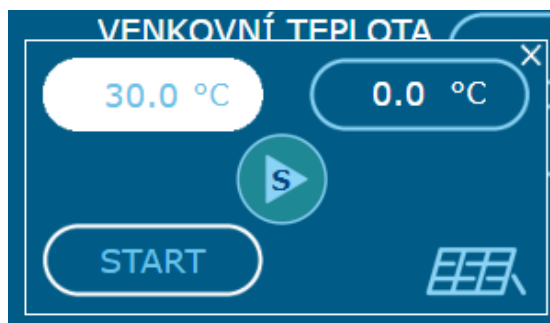 VENKOVNÍ TEPLOTA
×
30.0 °C
0.0 °C
S
START